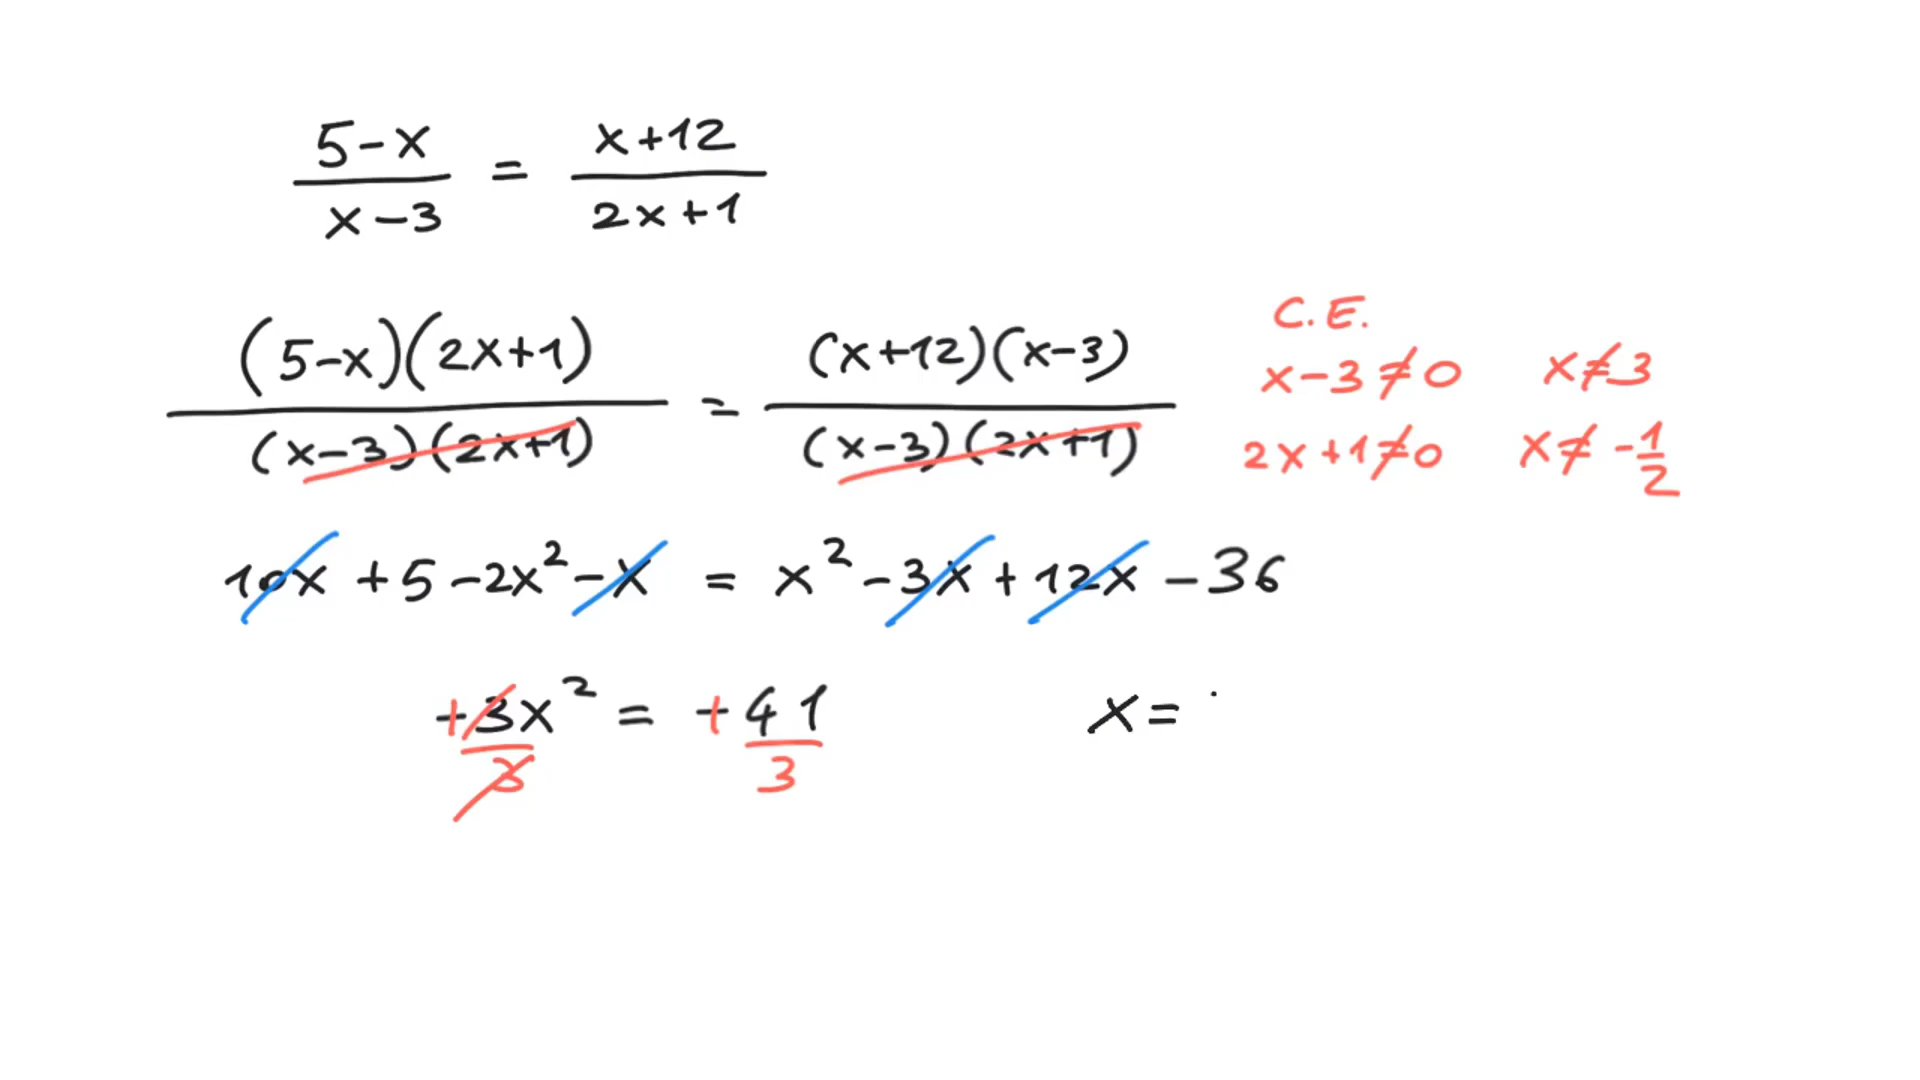 5-x / x-3 = x+12 / 2x+1
(5-x)(2x+1) / (x-3)(2x+1) = (x+12)(x-3) / (x-3)(2x+1)
C.E.
x-3≠0 x≠3
2x+1≠0 x≠ -1/2
10x +5 -2x² -x = x² -3x +12x -36
+3x² / 3 = +41 / 3
x=